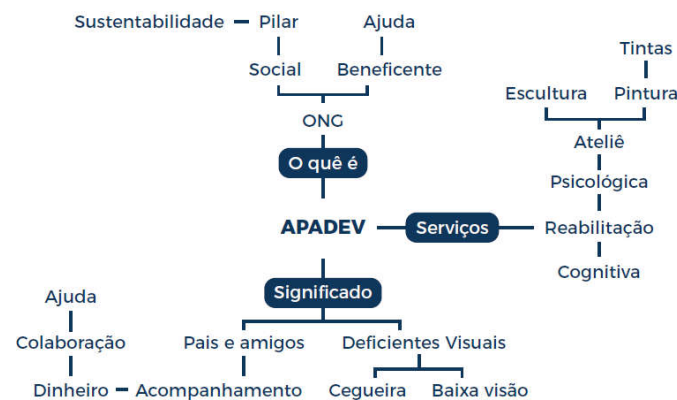 Sustentabilidade
Pilar
Ajuda
Tintas
Social
Beneficente
Escultura
Pintura
ONG
Ateliê
O quê é
Psicológica
APADEV
Serviços
Reabilitação
Cognitiva
Significado
Ajuda
Colaboração
Pais e amigos
Deficientes Visuais
Dinheiro
Acompanhamento
Cegueira
Baixa visão